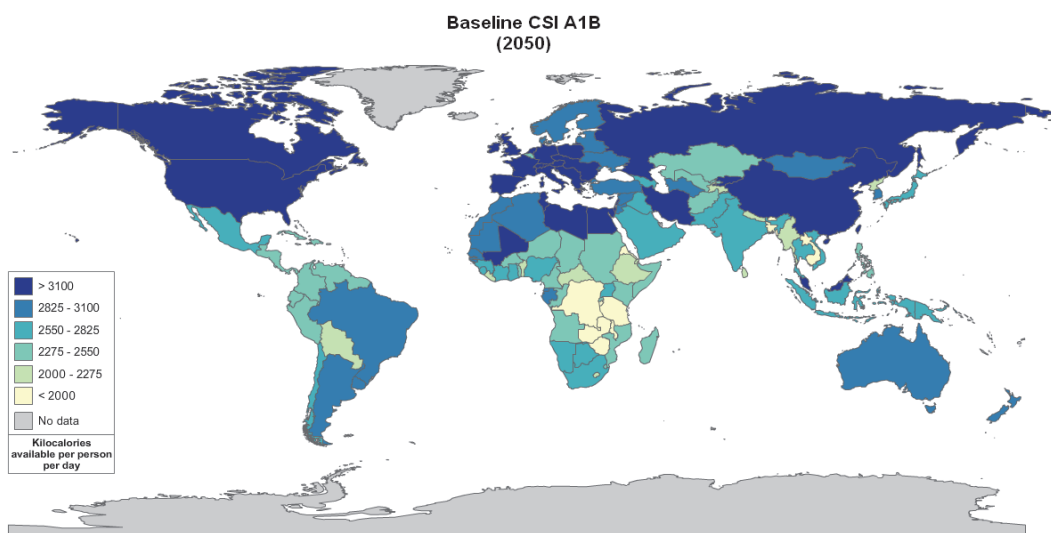 Baseline CSI A1B
(2050)
> 3100
2825 - 3100
2550 - 2825
2275 - 2550
2000 - 2275
< 2000
No data
Kilocalories
available per person
per day